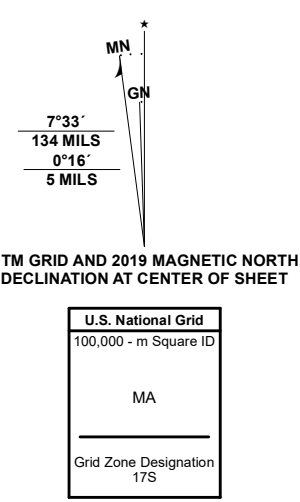 ★
MN
GN
7°33´
134 MILS
0°16´
5 MILS
TM GRID AND 2019 MAGNETIC NORTH
DECLINATION AT CENTER OF SHEET
U.S. National Grid
100,000 - m Square ID
MA
Grid Zone Designation
17S